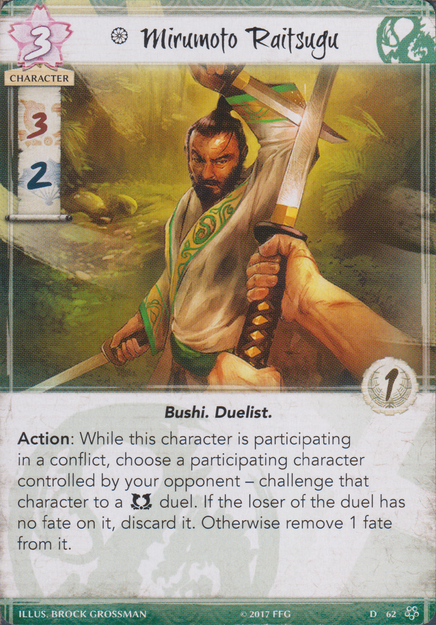 3
Mirumoto Raitsugu
CHARACTER
3
2
1
Bushi. Duelist.
Action: While this character is participating
in a conflict, choose a participating character
controlled by your opponent – challenge that
character to a duel. If the loser of the duel has
no fate on it, discard it. Otherwise remove 1 fate
from it.
ILLUS. BROCK GROSSMAN © 2017 FFG D 62